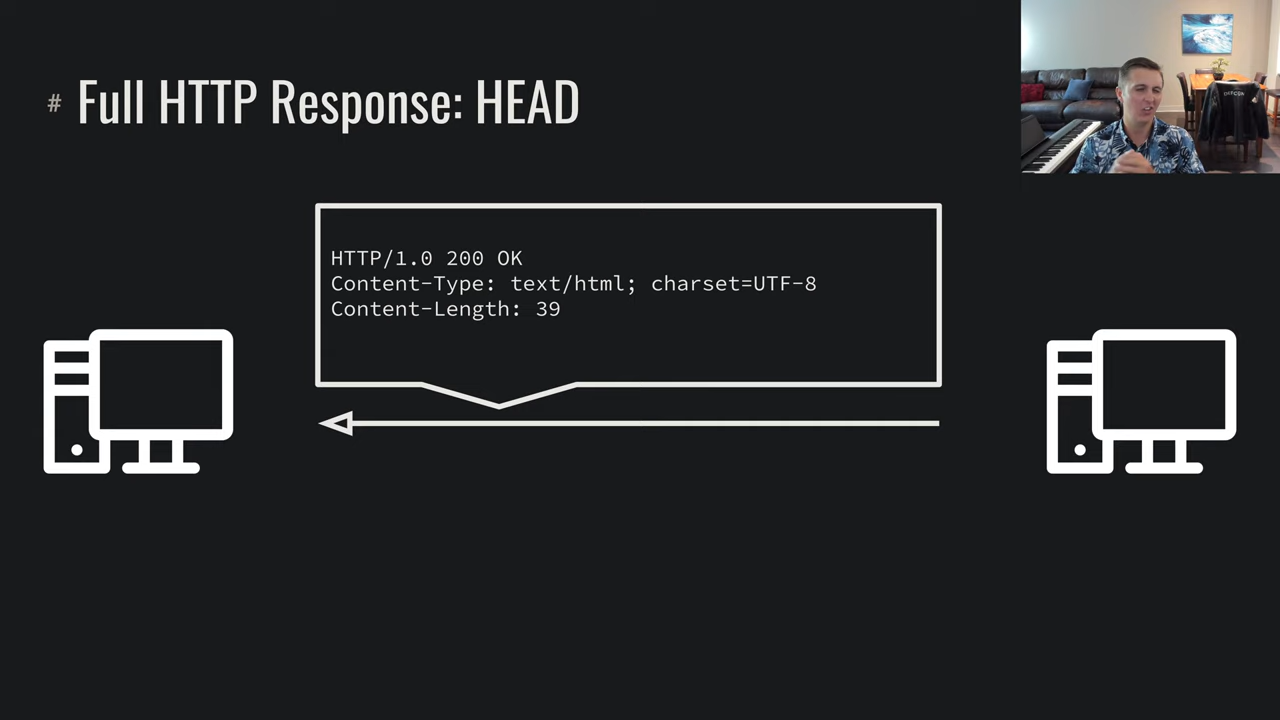 # Full HTTP Response: HEAD
HTTP/1.0 200 OK
Content-Type: text/html; charset=UTF-8
Content-Length: 39
DEFCON